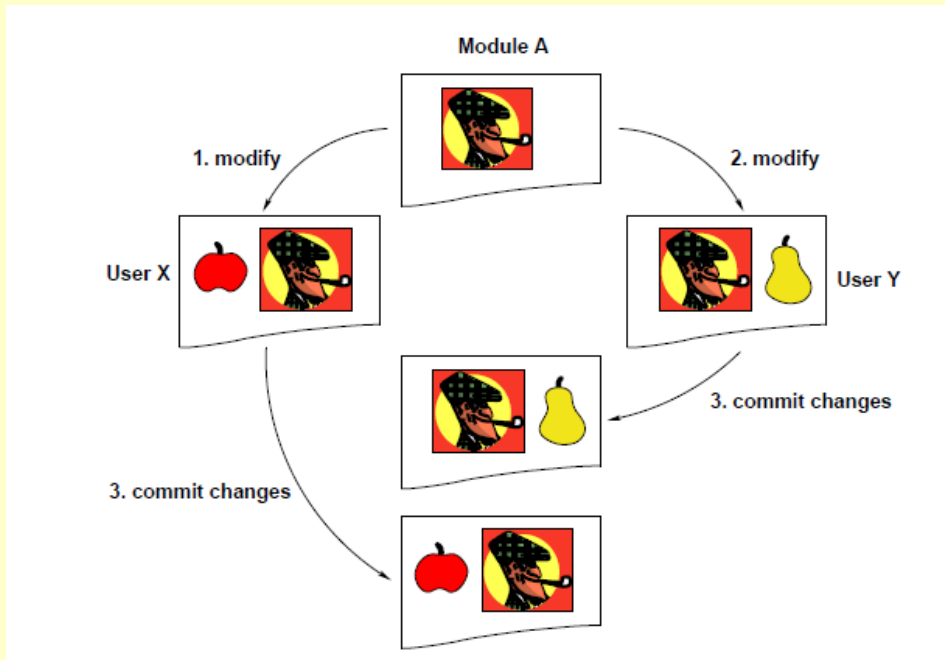 Module A
1. modify
2. modify
User X
User Y
3. commit changes
3. commit changes